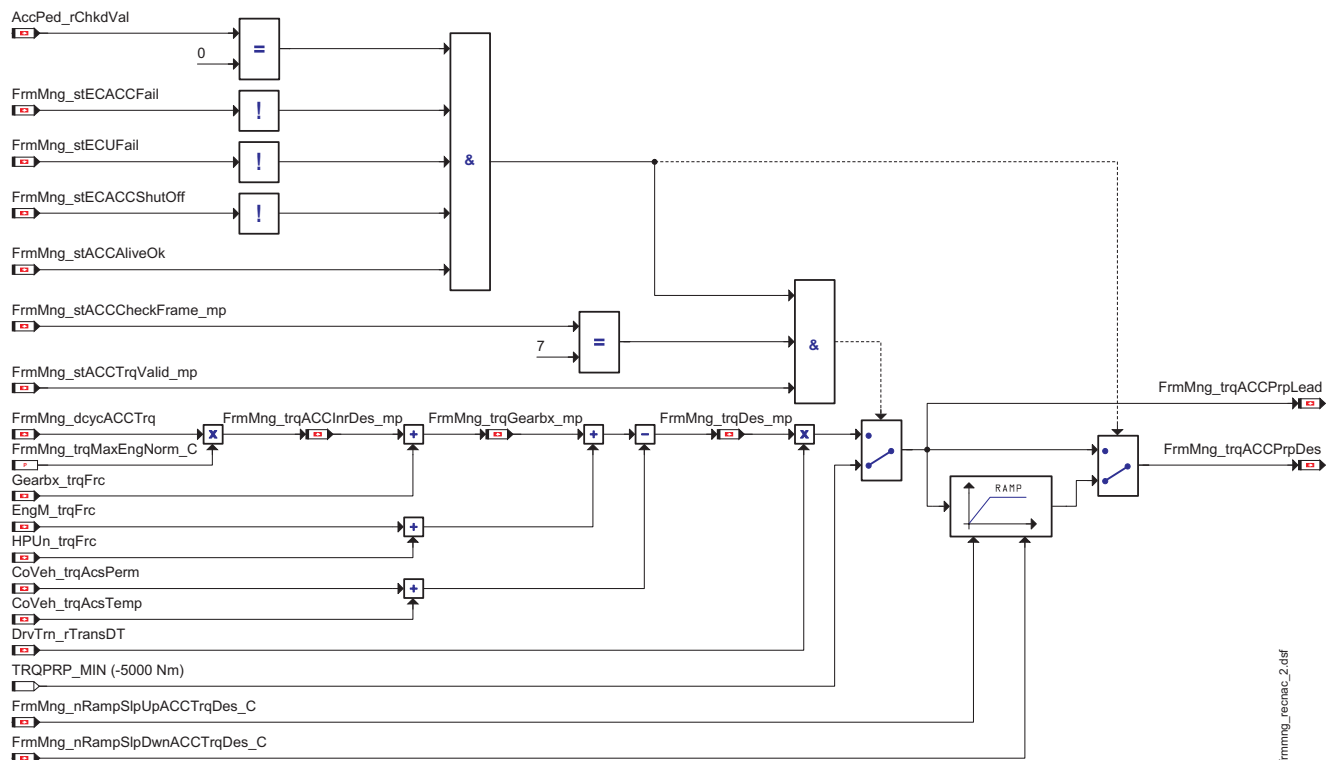 AccPed_rChkdVal
0
=
FrmMng_stECACCFail
!
FrmMng_stECUFail
!
&
FrmMng_stECACCShutOff
!
FrmMng_stACCAliveOk
FrmMng_stACCCheckFrame_mp
7
=
&
FrmMng_stACCTrqValid_mp
FrmMng_trqACCPrpLead
FrmMng_dcycACCTrq
x
FrmMng_trqACCInrDes_mp
+
FrmMng_trqGearbx_mp
+
-
FrmMng_trqDes_mp
x
FrmMng_trqMaxEngNorm_C
P
FrmMng_trqACCPrpDes
Gearbx_trqFrc
RAMP
EngM_trqFrc
+
HPUn_trqFrc
CoVeh_trqAcsPerm
+
CoVeh_trqAcsTemp
DrvTrn_rTransDT
TRQPRP_MIN (-5000 Nm)
FrmMng_nRampSlpUpACCTrqDes_C
FrmMng_nRampSlpDwnACCTrqDes_C
frmmng_recnac_2.dsf